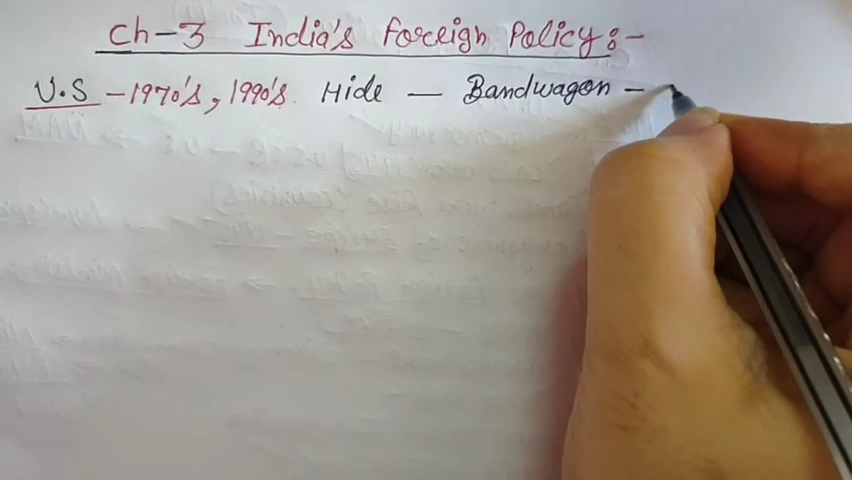 Ch-3 India's Foreign Policy:-
U.S -1970's, 1990's. Hide — Bandwagon -